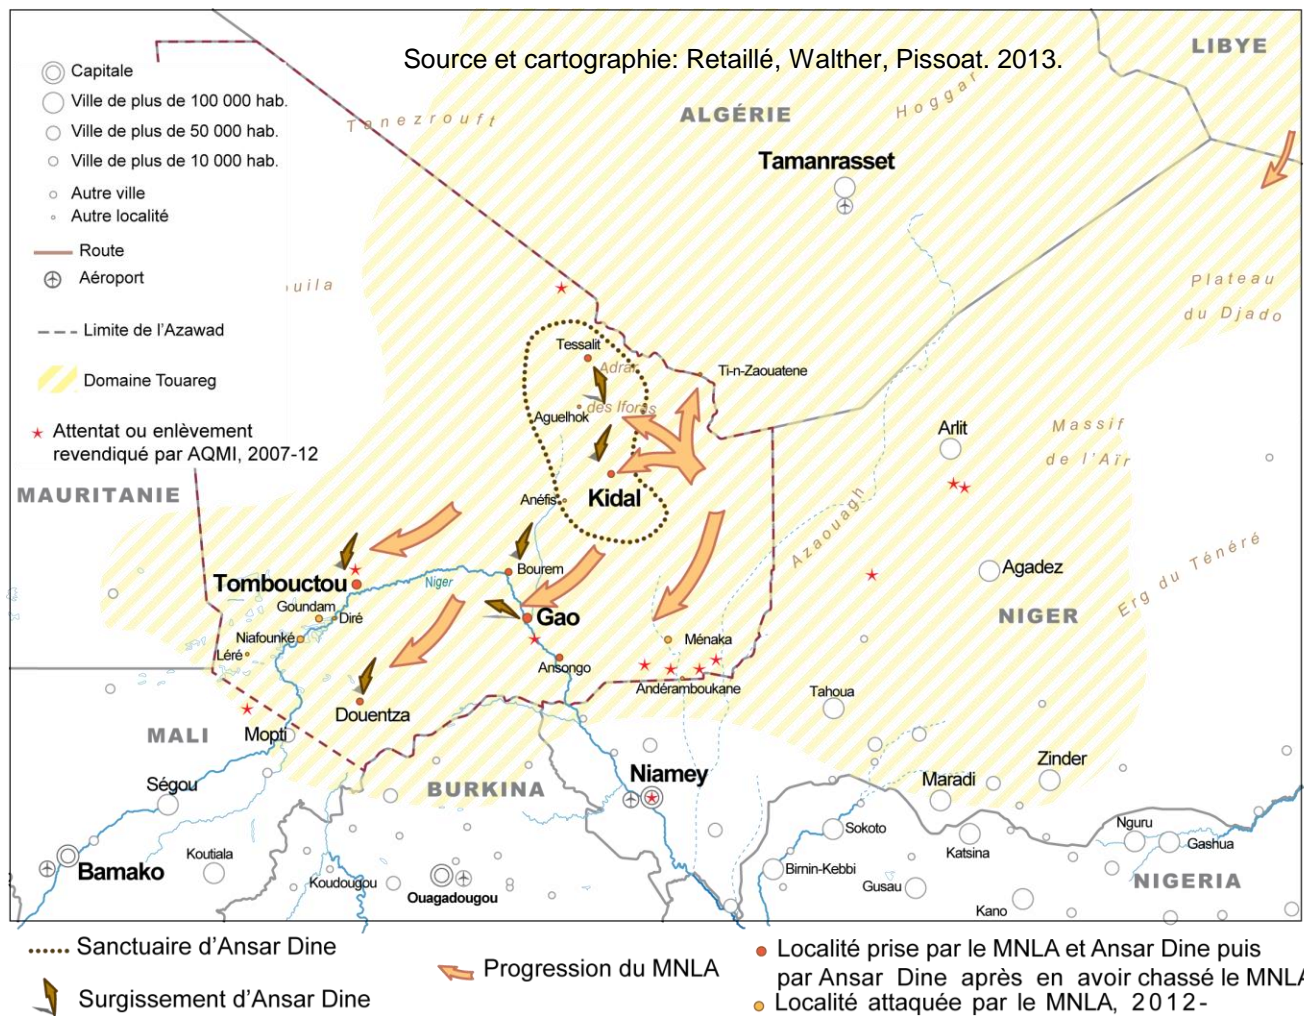 Source et cartographie: Retaillé, Walther, Pissoat. 2013.
LIBYE
ALGÉRIE
Hoggar
Tanezrouft
Tamanrasset
Capitale
Ville de plus de 100 000 hab.
Ville de plus de 50 000 hab.
Ville de plus de 10 000 hab.
Autre ville
Autre localité
Route
Aéroport
Limite de l'Azawad
Domaine Touareg
Attentat ou enlèvement
revendiqué par AQMI, 2007-12
ouila
Plateau
du Djado
Tessalit
Adrar
des Iforas
Ti-n-Zaouatene
Aguelhok
Arlit
Massif
de l'Aïr
MAURITANIE
Kidal
Anéfis
Azaouagh
Erg du Ténéré
Bourem
Agadez
Tombouctou
Niger
Goundam
Diré
Gao
NIGER
Niafounké
Ménaka
Léré
Ansongo
Andéramboukane
Tahoua
Douentza
MALI
Mopti
Zinder
Niamey
Maradi
Ségou
BURKINA
Sokoto
Nguru
Gashua
Katsina
Bamako
Koutiala
Koudougou
Ouagadougou
Birnin-Kebbi
Gusau
NIGERIA
Kano
Sanctuaire d'Ansar Dine
Surgissement d'Ansar Dine
Progression du MNLA
Localité prise par le MNLA et Ansar Dine puis
par Ansar Dine après en avoir chassé le MNLA
Localité attaquée par le MNLA, 2012-